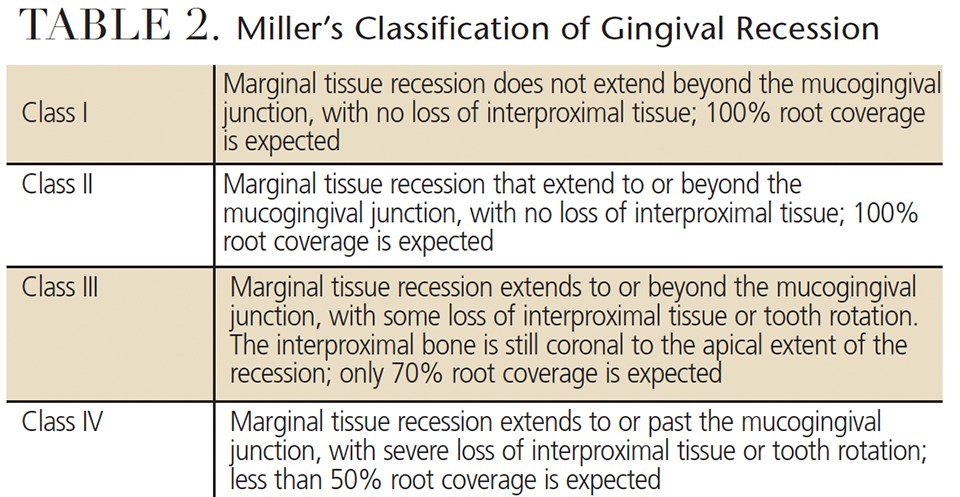 TABLE 2. Miller’s Classification of Gingival Recession
Class I
Marginal tissue recession does not extend beyond the mucogingival
junction, with no loss of interproximal tissue; 100% root coverage
is expected
Class II
Marginal tissue recession that extend to or beyond the
mucogingival junction, with no loss of interproximal tissue; 100%
root coverage is expected
Class III
Marginal tissue recession extends to or beyond the mucogingival
junction, with some loss of interproximal tissue or tooth rotation.
The interproximal bone is still coronal to the apical extent of the
recession; only 70% root coverage is expected
Class IV
Marginal tissue recession extends to or past the mucogingival
junction, with severe loss of interproximal tissue or tooth rotation;
less than 50% root coverage is expected